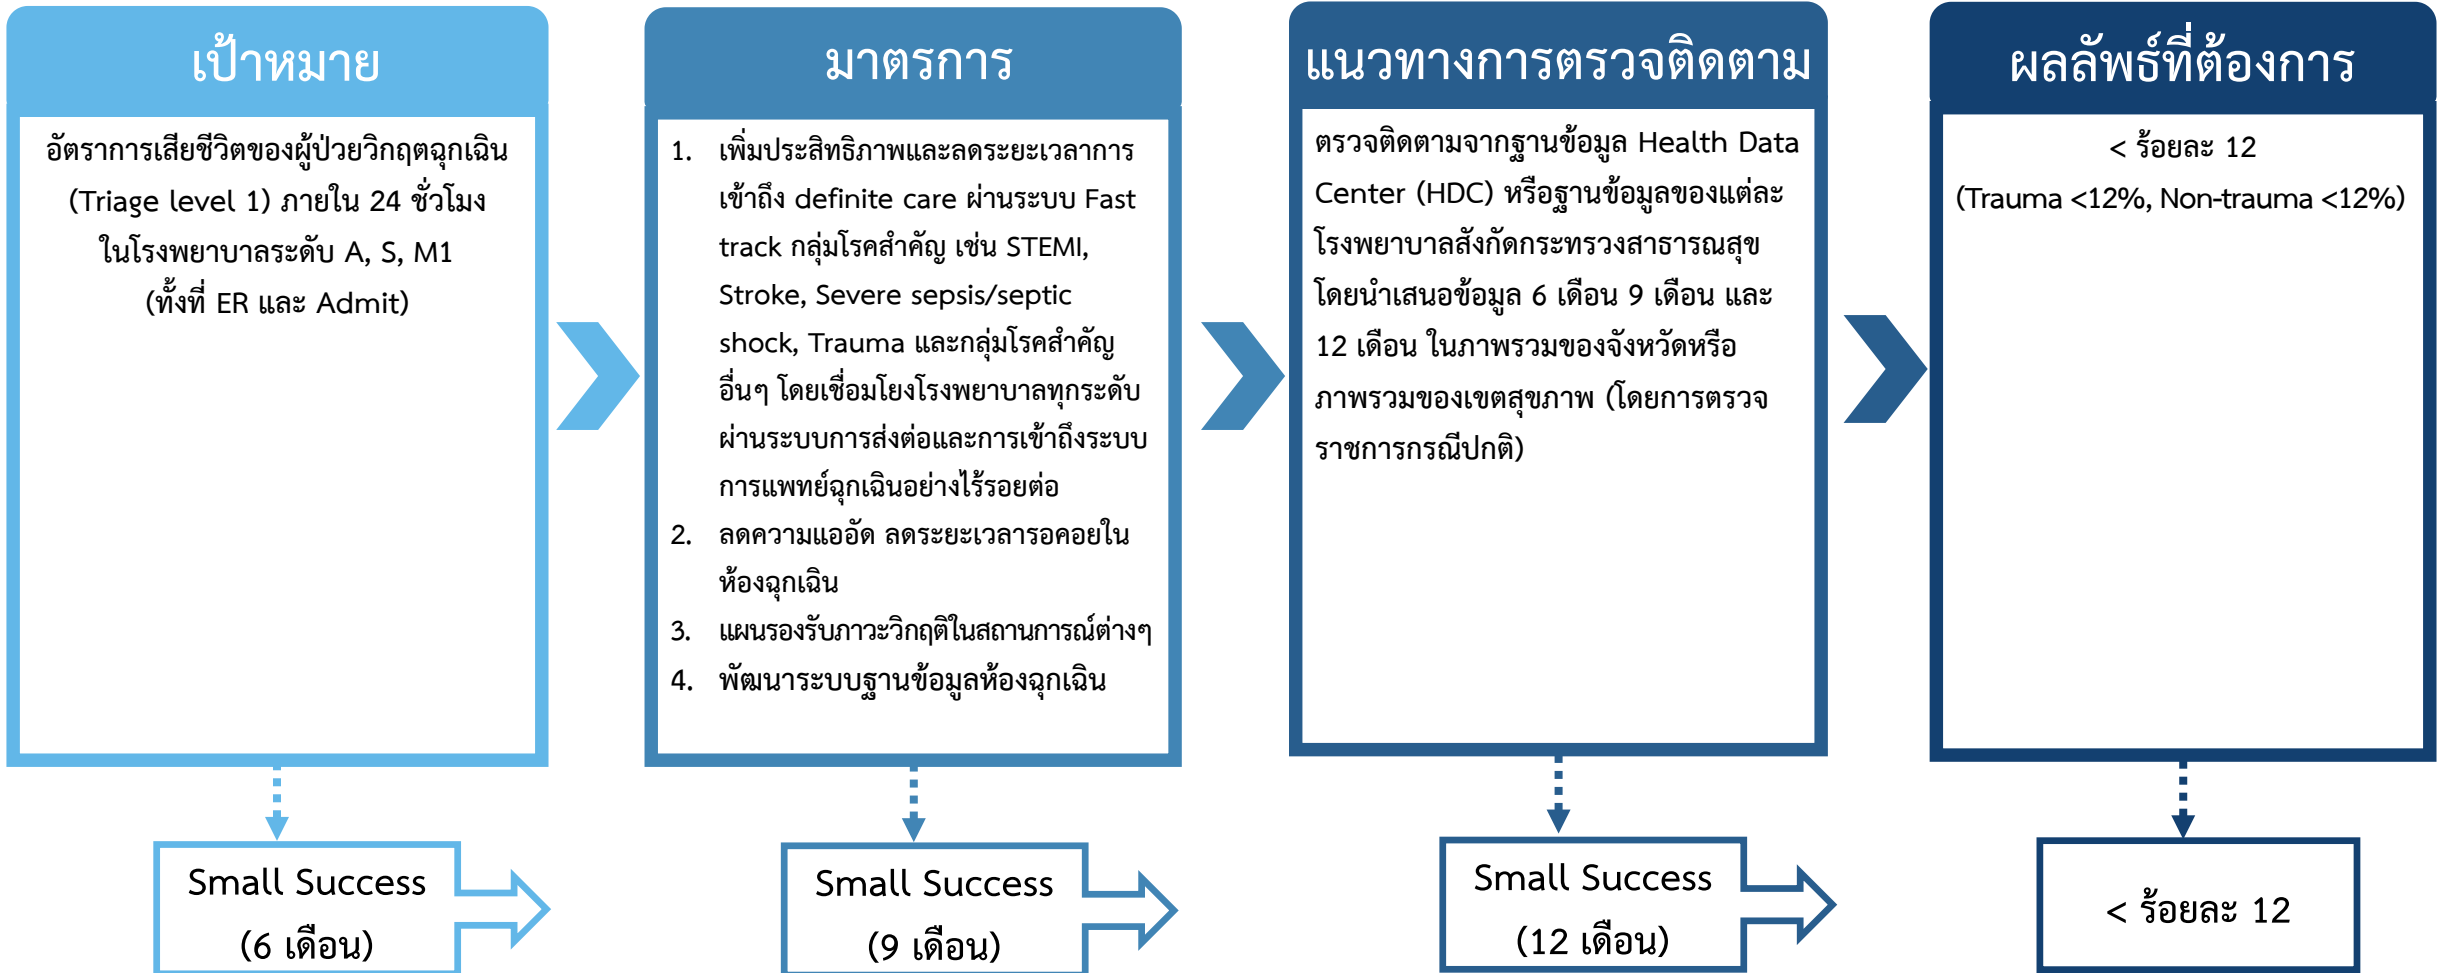 เป้าหมาย
อัตราการเสียชีวิตของผู้ป่วยวิกฤตฉุกเฉิน
(Triage level 1) ภายใน 24 ชั่วโมง
ในโรงพยาบาลระดับ A, S, M1
(ทั้งที่ ER และ Admit)
มาตรการ
1. เพิ่มประสิทธิภาพและลดระยะเวลาการ
เข้าถึง definite care ผ่านระบบ Fast
track กลุ่มโรคสำคัญ เช่น STEMI,
Stroke, Severe sepsis/septic
shock, Trauma และกลุ่มโรคสำคัญ
อื่นๆ โดยเชื่อมโยงโรงพยาบาลทุกระดับ
ผ่านระบบการส่งต่อและการเข้าถึงระบบ
การแพทย์ฉุกเฉินอย่างไร้รอยต่อ
2. ลดความแออัด ลดระยะเวลารอคอยใน
ห้องฉุกเฉิน
3. แผนรองรับภาวะวิกฤติในสถานการณ์ต่างๆ
4. พัฒนาระบบฐานข้อมูลห้องฉุกเฉิน
แนวทางการตรวจติดตาม
ตรวจติดตามจากฐานข้อมูล Health Data
Center (HDC) หรือฐานข้อมูลของแต่ละ
โรงพยาบาลสังกัดกระทรวงสาธารณสุข
โดยนำเสนอข้อมูล 6 เดือน 9 เดือน และ
12 เดือน ในภาพรวมของจังหวัดหรือ
ภาพรวมของเขตสุขภาพ (โดยการตรวจ
ราชการกรณีปกติ)
ผลลัพธ์ที่ต้องการ
< ร้อยละ 12
(Trauma <12%, Non-trauma <12%)
Small Success
(6 เดือน)
Small Success
(9 เดือน)
Small Success
(12 เดือน)
< ร้อยละ 12